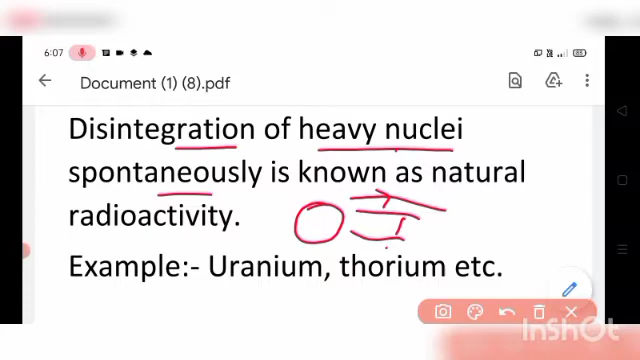 6:07
Document (1) (8).pdf
Disintegration of heavy nuclei
spontaneously is known as natural
radioactivity.
Example:- Uranium, thorium etc.
InShOt